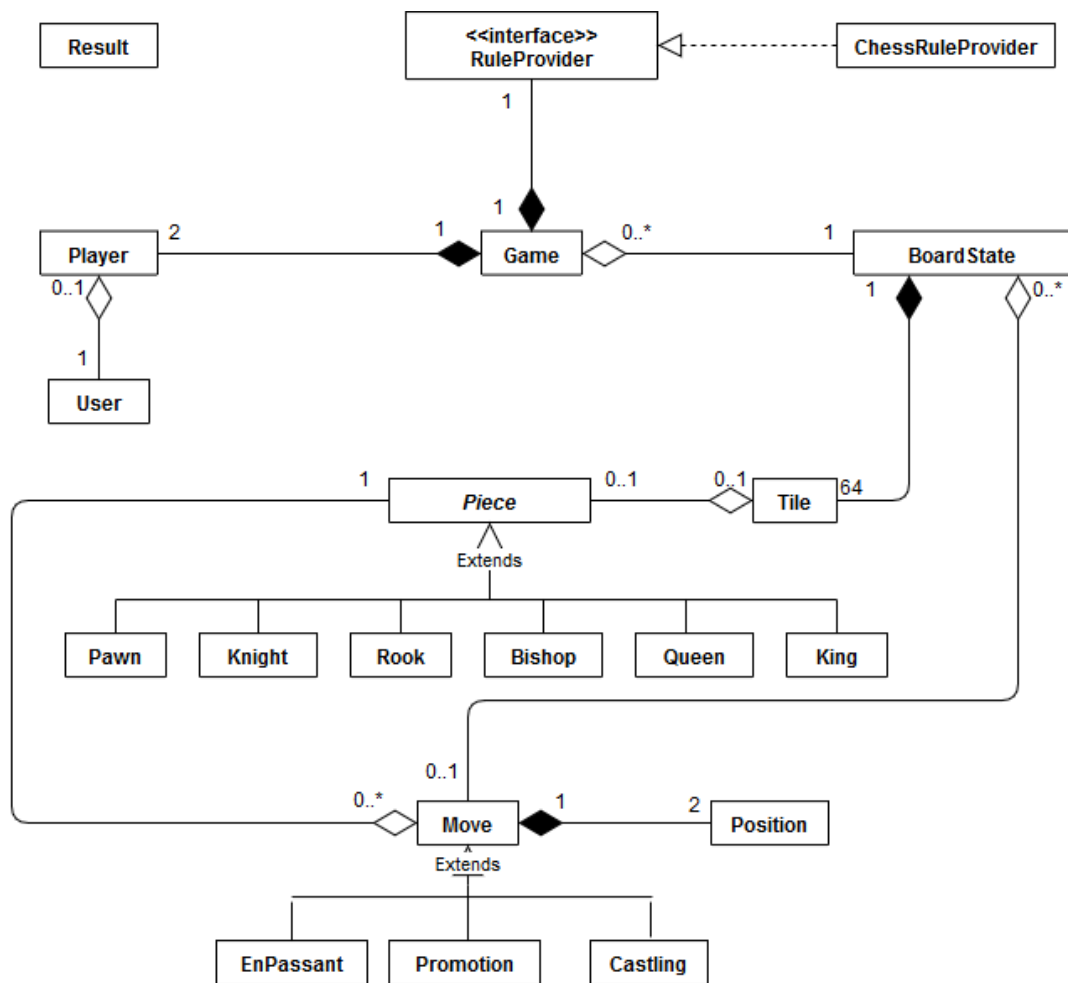 Result
<<interface>>
RuleProvider
ChessRuleProvider
1
1
Player
2
1
Game
0..*
1
BoardState
0..1
1
0..*
1
User
1
Piece
0..1
0..1
Tile
64
Extends
Pawn
Knight
Rook
Bishop
Queen
King
0..1
0..*
Move
1
2
Position
Extends
EnPassant
Promotion
Castling